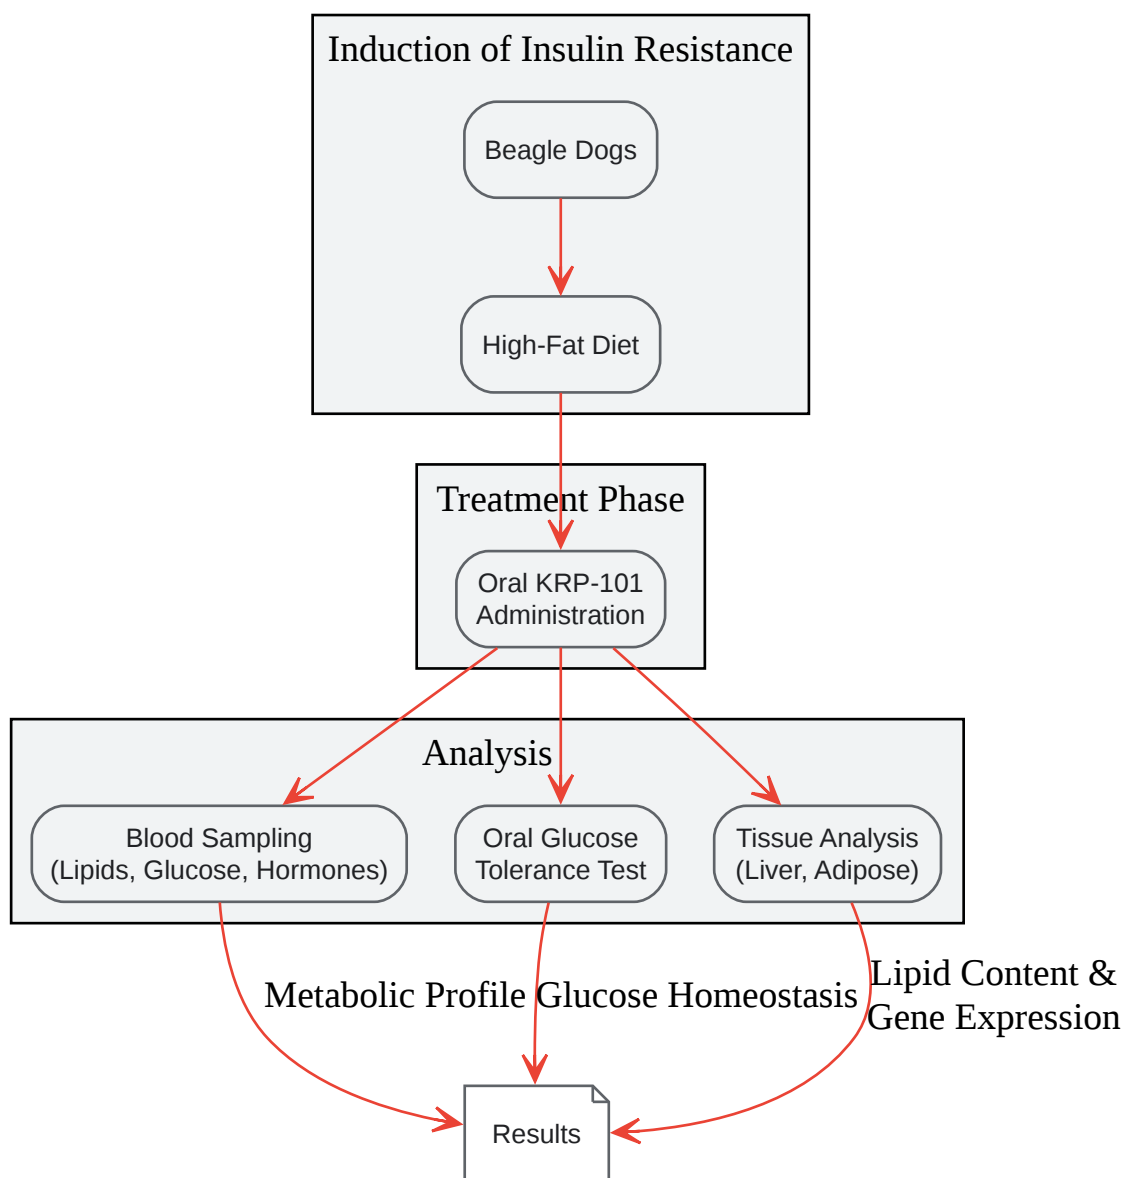 Induction of Insulin Resistance
Beagle Dogs
High-Fat Diet
Treatment Phase
Oral KRP-101
Administration
Analysis
Blood Sampling
(Lipids, Glucose, Hormones)
Oral Glucose
Tolerance Test
Tissue Analysis
(Liver, Adipose)
Metabolic Profile
Glucose Homeostasis
Lipid Content &
Gene Expression
Results